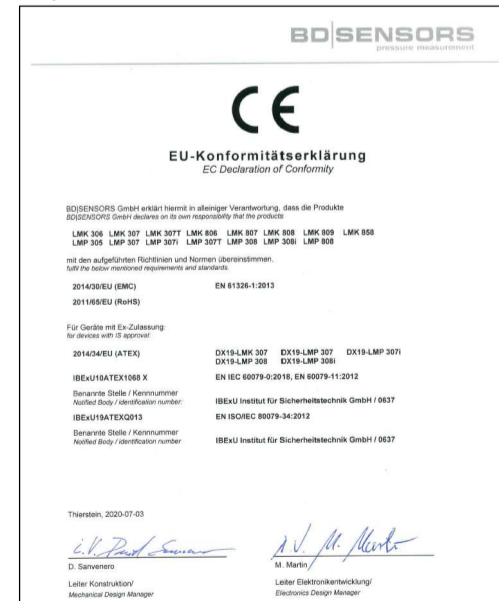 BD|SENSORS
pressure measurement
CE
EU-Konformitätserklärung
EC Declaration of Conformity
BD|SENSORS GmbH erklärt hiermit in alleiniger Verantwortung, dass die Produkte
BD|SENSORS GmbH declares on its own responsibility that the products
LMK 306 LMK 307 LMK 307T LMK 806 LMK 807 LMK 808 LMK 809 LMK 858
LMP 305 LMP 307 LMP 307i LMP 307T LMP 308 LMP 308i LMP 808
mit den aufgeführten Richtlinien und Normen übereinstimmen.
fulfil the below mentioned requirements and standards.
2014/30/EU (EMC) EN 61326-1:2013
2011/65/EU (RoHS)
Für Geräte mit Ex-Zulassung:
for devices with IS approval:
2014/34/EU (ATEX) DX19-LMK 307 DX19-LMP 307 DX19-LMP 307i
DX19-LMP 308 DX19-LMP 308i
IBExU10ATEX1068 X EN IEC 60079-0:2018, EN 60079-11:2012
Benannte Stelle / Kennnummer
Notified Body / identification number: IBExU Institut für Sicherheitstechnik GmbH / 0637
IBExU19ATEXQ013 EN ISO/IEC 80079-34:2012
Benannte Stelle / Kennnummer
Notified Body / identification number IBExU Institut für Sicherheitstechnik GmbH / 0637
Thierstein, 2020-07-03
D. Sanvenero M. Martin
Leiter Konstruktion/ Leiter Elektronikentwicklung/
Mechanical Design Manager Electronics Design Manager